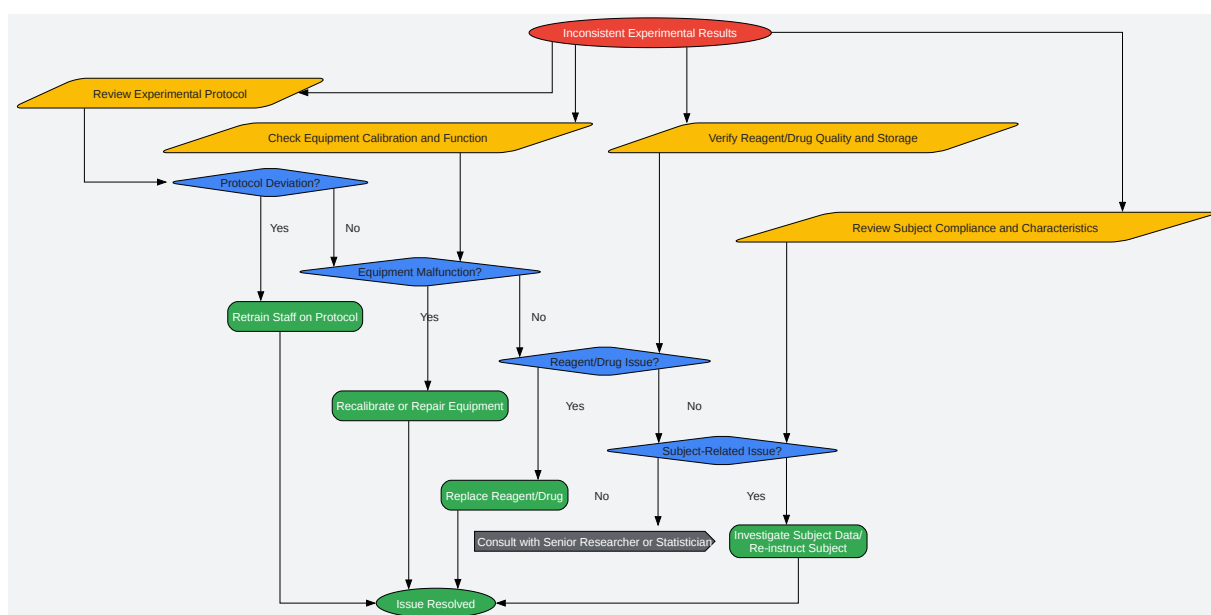 Inconsistent Experimental Results
Review Experimental Protocol
Check Equipment Calibration and Function
Verify Reagent/Drug Quality and Storage
Protocol Deviation?
Yes
No
Review Subject Compliance and Characteristics
Equipment Malfunction?
Retrain Staff on Protocol
Yes
No
Reagent/Drug Issue?
Recalibrate or Repair Equipment
Yes
No
Subject-Related Issue?
Replace Reagent/Drug
No
Yes
Consult with Senior Researcher or Statistician
Investigate Subject Data/
Re-instruct Subject
Issue Resolved